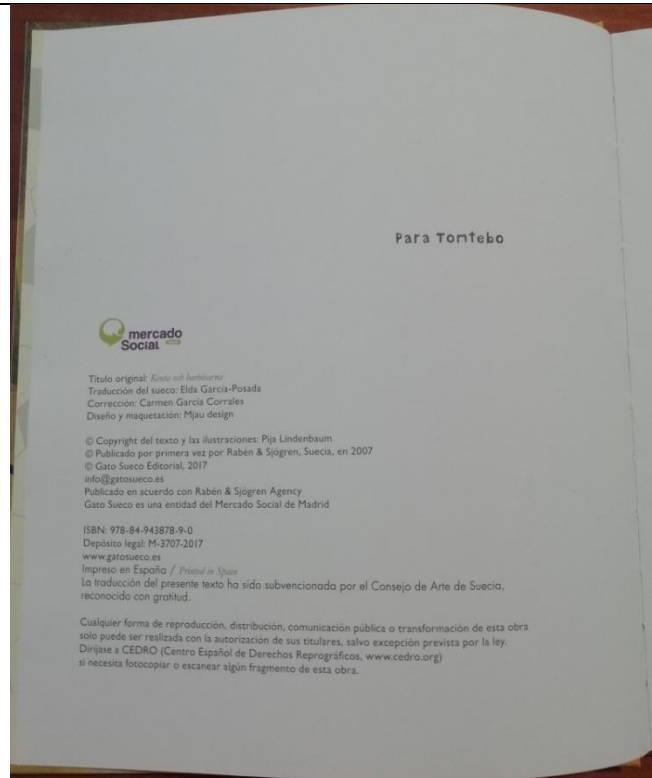 Para Tomtebo
mercado
Social
Título original: Kenta och barbisarna
Traducción del sueco: Elda García-Posada
Corrección: Carmen García Corrales
Diseño y maquetación: Mjau design
© Copyright del texto y las ilustraciones: Pija Lindenbaum
© Publicado por primera vez por Rabén & Sjögren, Suecia, en 2007
© Gato Sueco Editorial, 2017
info@gatosueco.es
Publicado en acuerdo con Rabén & Sjögren Agency
Gato Sueco es una entidad del Mercado Social de Madrid
ISBN: 978-84-943878-9-0
Depósito legal: M-3707-2017
www.gatosueco.es
Impreso en España / Printed in Spain
La traducción del presente texto ha sido subvencionada por el Consejo de Arte de Suecia,
reconocido con gratitud.
Cualquier forma de reproducción, distribución, comunicación pública o transformación de esta obra
solo puede ser realizada con la autorización de sus titulares, salvo excepción prevista por la ley.
Diríjase a CEDRO (Centro Español de Derechos Reprográficos, www.cedro.org)
si necesita fotocopiar o escanear algún fragmento de esta obra.